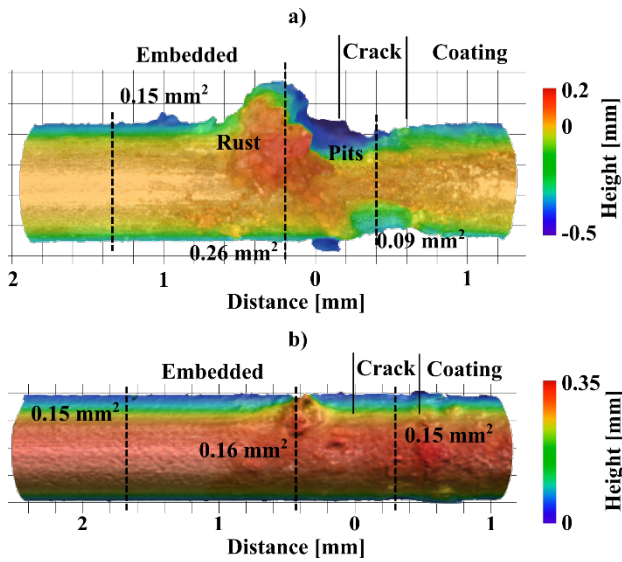 a)
Embedded Crack Coating
0.15 mm²
Rust Pits
0.26 mm² 0.09 mm²
2 1 0 1
Distance [mm]
0.2
0
-0.5
Height [mm]
b)
Embedded Crack Coating
0.15 mm²
0.16 mm² 0.15 mm²
2 1 0 1
Distance [mm]
0.35
0
Height [mm]